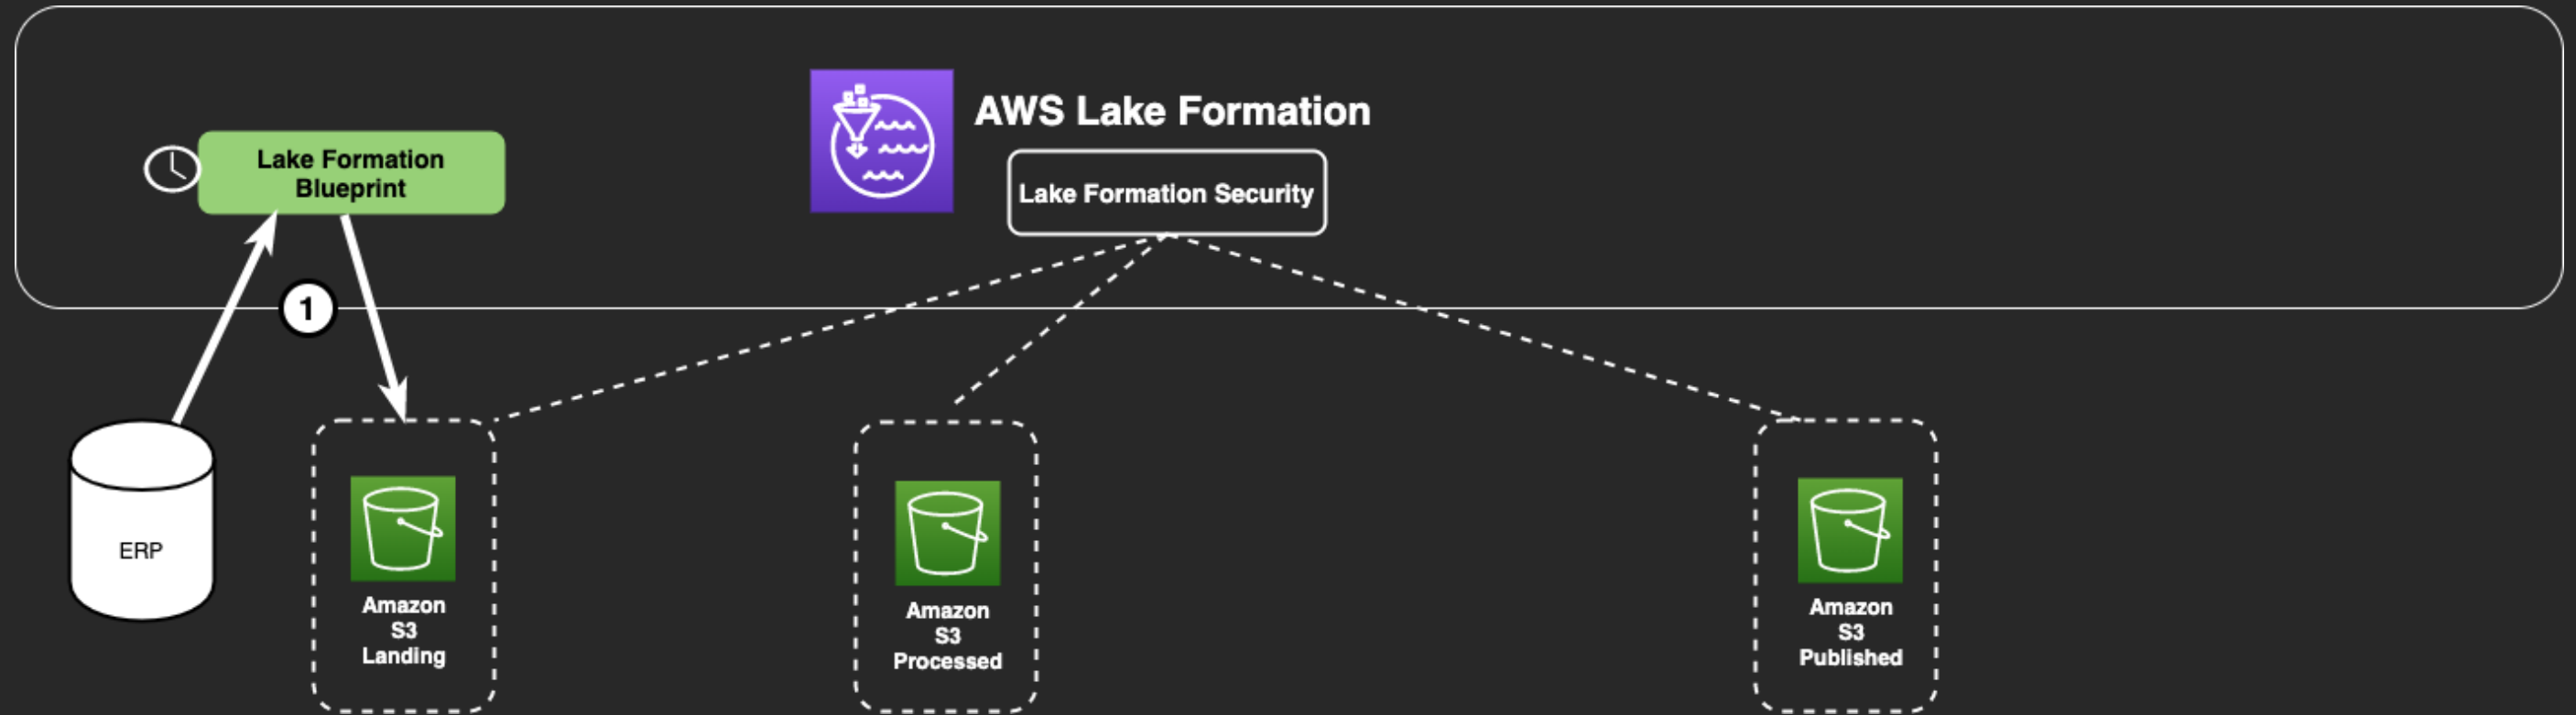 AWS Lake Formation
Lake Formation
Blueprint
Lake Formation Security
1
ERP
Amazon
S3
Landing
Amazon
S3
Processed
Amazon
S3
Published